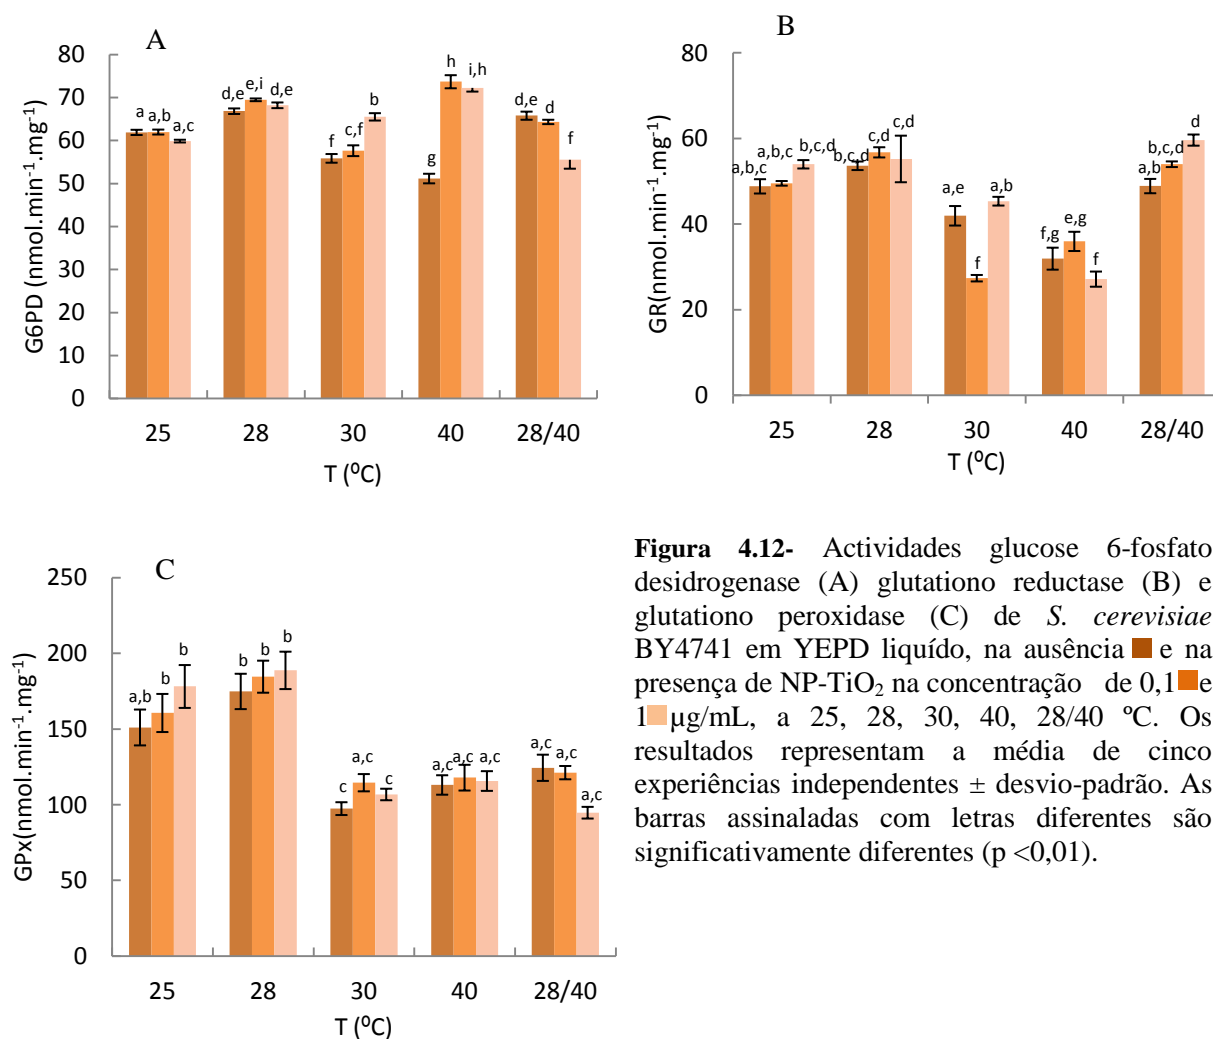 A
G6PD (nmol.min⁻¹.mg⁻¹)
80
70
60
50
40
30
20
10
0
a a,b a,c
d,e e,i d,e
f c,f b
g h i,h
d,e d f
25 28 30 40 28/40
T (⁰C)
B
GR(nmol.min⁻¹.mg⁻¹)
80
60
40
20
0
a,b,c a,b,c b,c,d
b,c,d c,d c,d
a,e f a,b
f,g e,g f
a,b b,c,d d
25 28 30 40 28/40
T (⁰C)
C
GPx(nmol.min⁻¹.mg⁻¹)
250
200
150
100
50
0
a,b b b
b b b
c a,c c
a,c a,c a,c
a,c a,c a,c
25 28 30 40 28/40
T (⁰C)
Figura 4.12- Actividades glucose 6-fosfato
desidrogenase (A) glutationo reductase (B) e
glutationo peroxidase (C) de S. cerevisiae
BY4741 em YEPD liquído, na ausência e na
presença de NP-TiO₂ na concentração de 0,1 e
1 µg/mL, a 25, 28, 30, 40, 28/40 ºC. Os
resultados representam a média de cinco
experiências independentes ± desvio-padrão. As
barras assinaladas com letras diferentes são
significativamente diferentes (p <0,01).